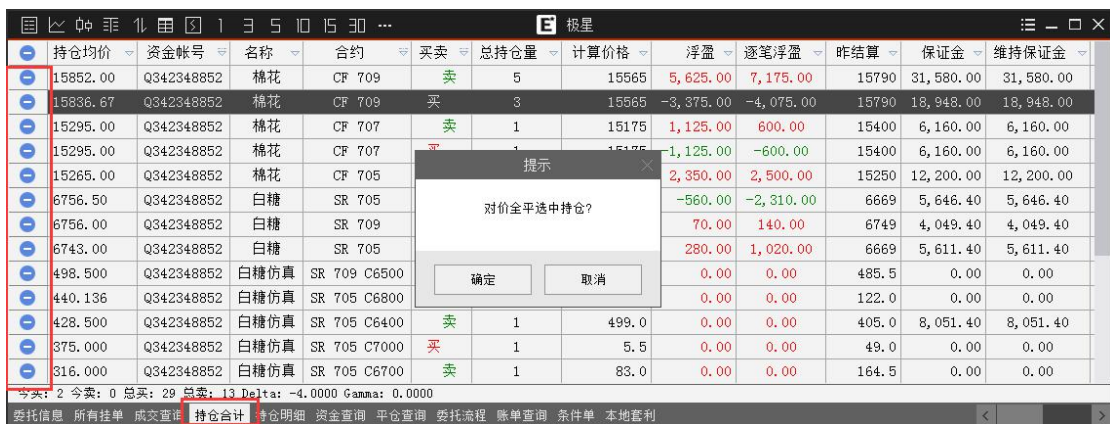 1 3 5 10 15 30 ··· E 极星
持仓均价 资金帐号 名称 合约 买卖 总持仓量 计算价格 浮盈 逐笔浮盈 昨结算 保证金 维持保证金
15852.00 Q342348852 棉花 CF 709 卖 5 15565 5,625.00 7,175.00 15790 31,580.00 31,580.00
15836.67 Q342348852 棉花 CF 709 买 3 15565 -3,375.00 -4,075.00 15790 18,948.00 18,948.00
15295.00 Q342348852 棉花 CF 707 卖 1 15175 1,125.00 600.00 15400 6,160.00 6,160.00
15295.00 Q342348852 棉花 CF 707 -1,125.00 -600.00 15400 6,160.00 6,160.00
提示
15265.00 Q342348852 棉花 CF 705 2,350.00 2,500.00 15250 12,200.00 12,200.00
6756.50 Q342348852 白糖 SR 705 -560.00 -2,310.00 6669 5,646.40 5,646.40
对价全平选中持仓?
6756.00 Q342348852 白糖 SR 709 70.00 140.00 6749 4,049.40 4,049.40
6743.00 Q342348852 白糖 SR 705 280.00 1,020.00 6669 5,611.40 5,611.40
498.500 Q342348852 白糖仿真 SR 709 C6500 0.00 0.00 485.5 0.00 0.00
确定 取消
440.136 Q342348852 白糖仿真 SR 705 C6800 0.00 0.00 122.0 0.00 0.00
428.500 Q342348852 白糖仿真 SR 705 C6400 卖 1 499.0 0.00 0.00 405.0 8,051.40 8,051.40
375.000 Q342348852 白糖仿真 SR 705 C7000 买 1 5.5 0.00 0.00 49.0 0.00 0.00
316.000 Q342348852 白糖仿真 SR 705 C6700 卖 1 83.0 0.00 0.00 164.5 0.00 0.00
今买: 2 今卖: 0 总买: 29 总卖: 13 Delta: -4.0000 Gamma: 0.0000
委托信息 所有挂单 成交查询 持仓合计 持仓明细 资金查询 平仓查询 委托流程 账单查询 条件单 本地套利